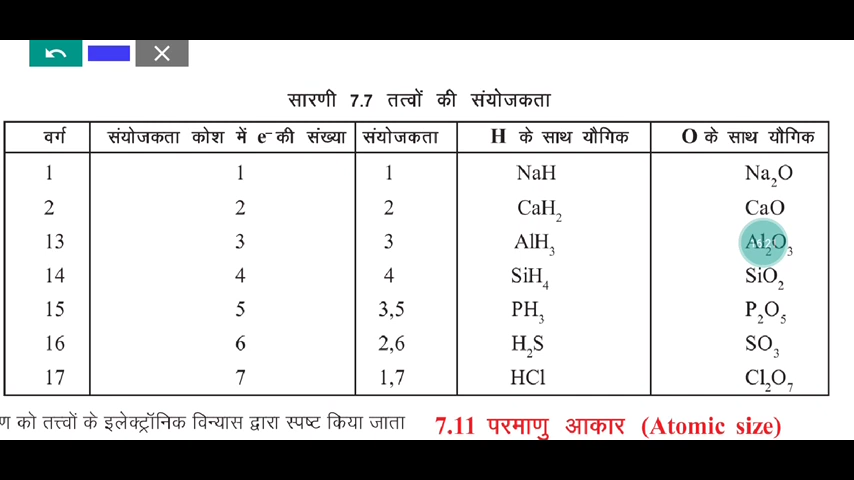 सारणी 7.7 तत्वों की संयोजकता
वर्ग संयोजकता कोश में e⁻ की संख्या संयोजकता H के साथ यौगिक O के साथ यौगिक
1 1 1 NaH Na₂O
2 2 2 CaH₂ CaO
13 3 3 AlH₃ Al₂O₃
14 4 4 SiH₄ SiO₂
15 5 3,5 PH₃ P₂O₅
16 6 2,6 H₂S SO₃
17 7 1,7 HCl Cl₂O₇
ण को तत्त्वों के इलेक्ट्रॉनिक विन्यास द्वारा स्पष्ट किया जाता
7.11 परमाणु आकार (Atomic size)